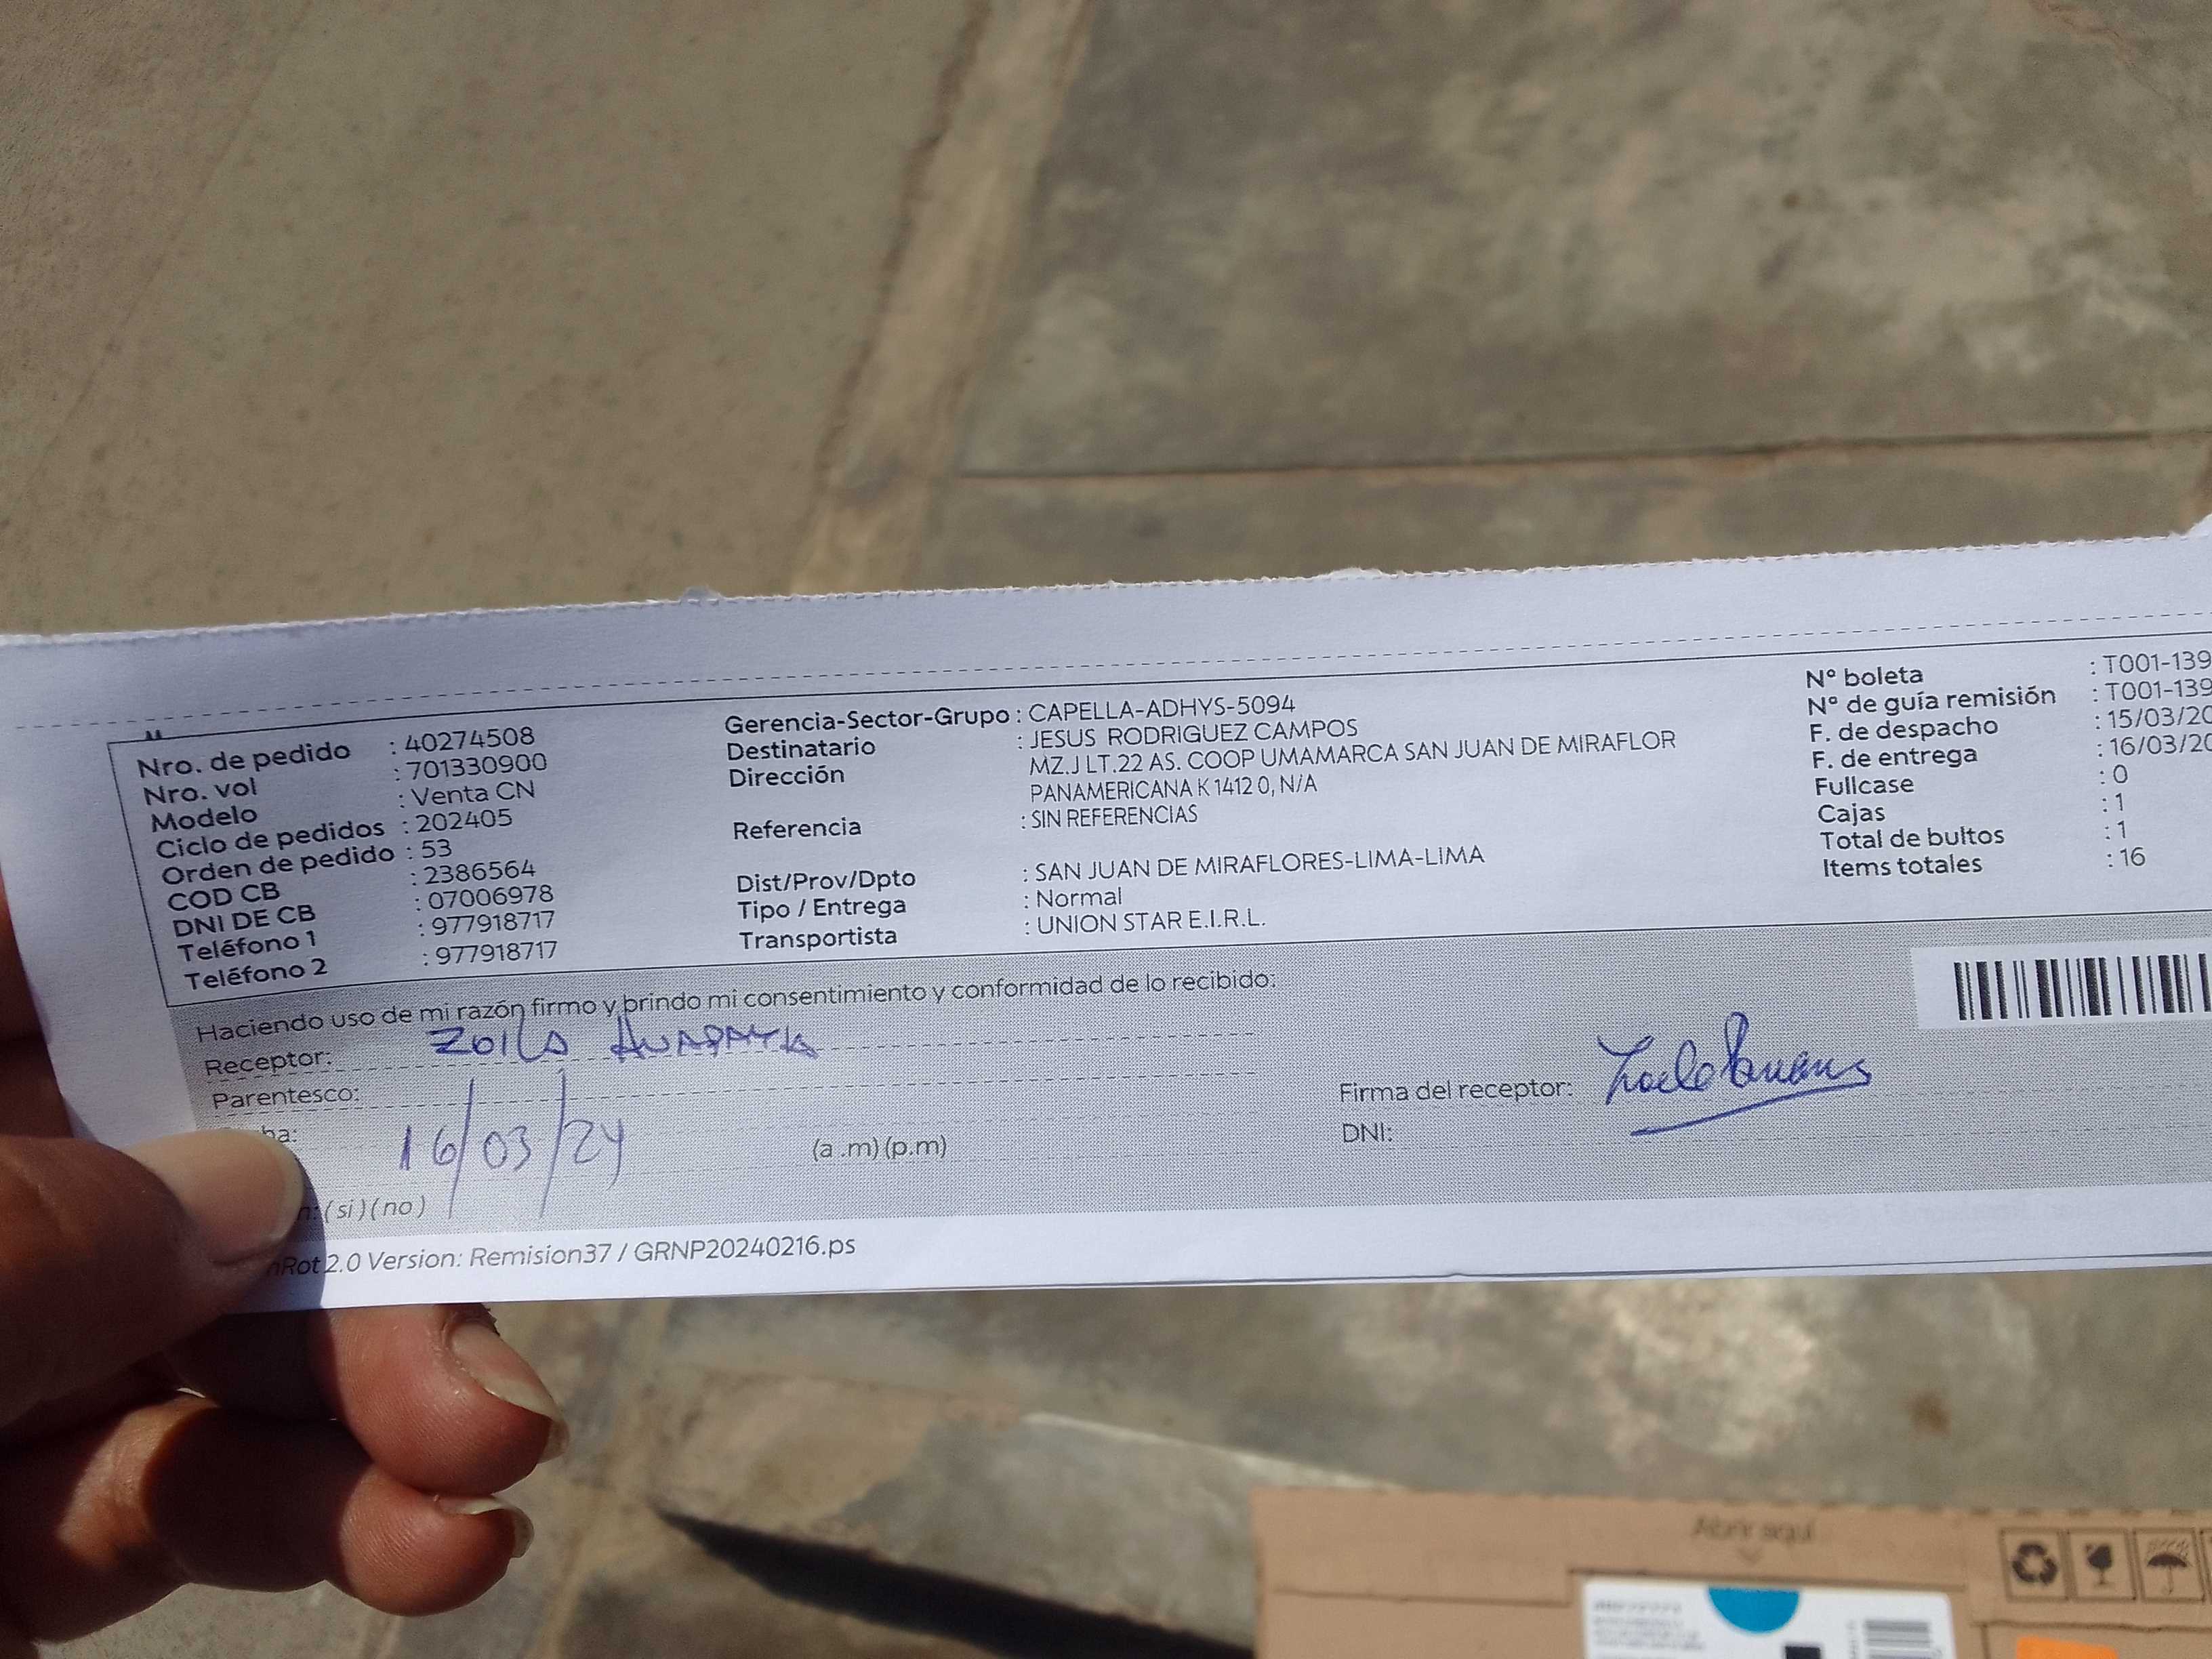 Nro. de pedido : 40274508
Nro. vol : 701330900
Modelo : Venta CN
Ciclo de pedidos : 202405
Orden de pedido : 53
COD CB : 2386564
DNI DE CB : 07006978
Teléfono 1 : 977918717
Teléfono 2 : 977918717
Gerencia-Sector-Grupo : CAPELLA-ADHYS-5094
Destinatario : JESUS RODRIGUEZ CAMPOS
Dirección MZ.J LT.22 AS. COOP UMAMARCA SAN JUAN DE MIRAFLOR
PANAMERICANA K 1412 0, N/A
Referencia : SIN REFERENCIAS
Dist/Prov/Dpto : SAN JUAN DE MIRAFLORES-LIMA-LIMA
Tipo / Entrega : Normal
Transportista : UNION STAR E.I.R.L.
Nº boleta : T001-139
Nº de guía remisión : T001-139
F. de despacho : 15/03/20
F. de entrega : 16/03/20
Fullcase : 0
Cajas : 1
Total de bultos : 1
Items totales : 16
Haciendo uso de mi razón firmo y brindo mi consentimiento y conformidad de lo recibido:
Receptor: ZOILA HUAPAYA
Parentesco:
16/03/24 (a .m) (p.m)
Firma del receptor:
DNI:
(si) (no)
Rot 2.0 Version: Remision37 / GRNP20240216.ps
Abrir aquí